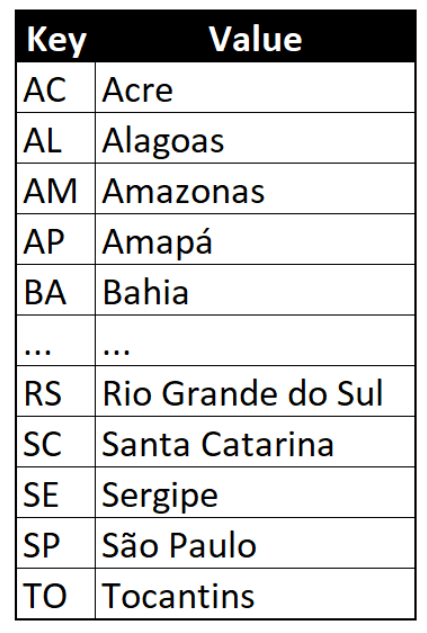 Key Value
AC Acre
AL Alagoas
AM Amazonas
AP Amapá
BA Bahia
... ...
RS Rio Grande do Sul
SC Santa Catarina
SE Sergipe
SP São Paulo
TO Tocantins